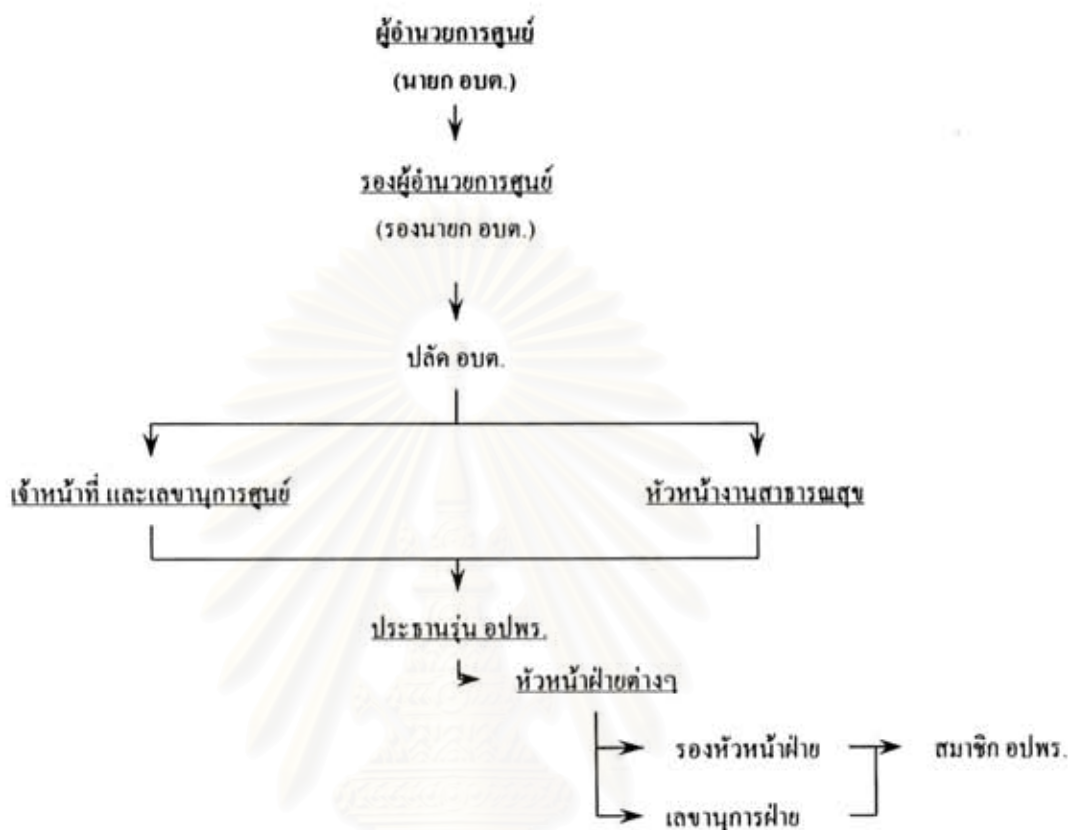 ผู้อำนวยการศูนย์
(นายก อบต.)
รองผู้อำนวยการศูนย์
(รองนายก อบต.)
ปลัด อบต.
เจ้าหน้าที่ และเลขานุการศูนย์
หัวหน้างานสาธารณสุข
ประธานรุ่น อปพร.
หัวหน้าฝ่ายต่างๆ
รองหัวหน้าฝ่าย
สมาชิก อปพร.
เลขานุการฝ่าย